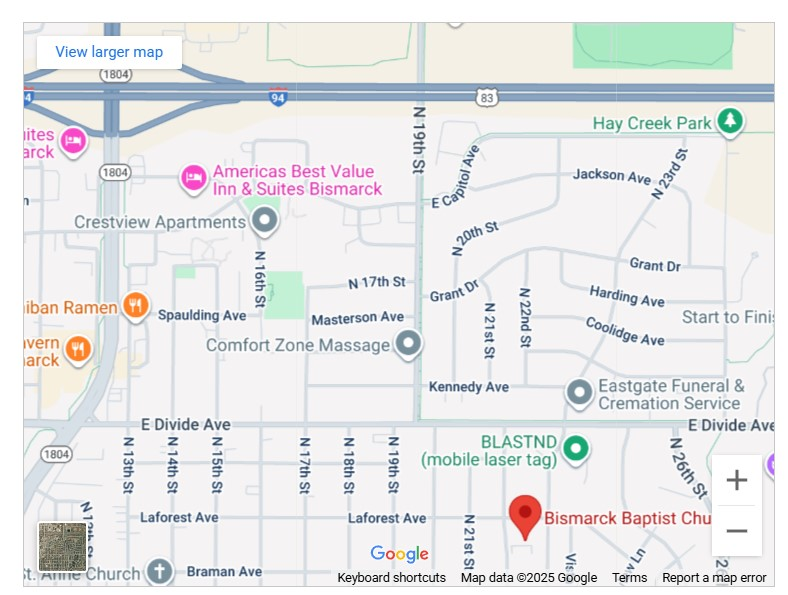 View larger map
1804
94
83
N 19th St
Hay Creek Park
1804
Americas Best Value
Inn & Suites Bismarck
E Capitol Ave
Jackson Ave
N 23rd St
Crestview Apartments
N 20th St
N 16th St
Grant Dr
N 17th St
Grant Dr
Harding Ave
Spaulding Ave
Masterson Ave
N 21st St
N 22nd St
Coolidge Ave
Start to Finis
iban Ramen
Comfort Zone Massage
Kennedy Ave
Eastgate Funeral &
Cremation Service
E Divide Ave
E Divide Ave
BLASTND
(mobile laser tag)
1804
N 13th St
N 14th St
N 15th St
N 17th St
N 18th St
N 19th St
N 26th St
Laforest Ave
Laforest Ave
N 21st St
Bismarck Baptist Chu
Google
St. Anne Church
Braman Ave
Keyboard shortcuts
Map data ©2025 Google
Terms
Report a map error